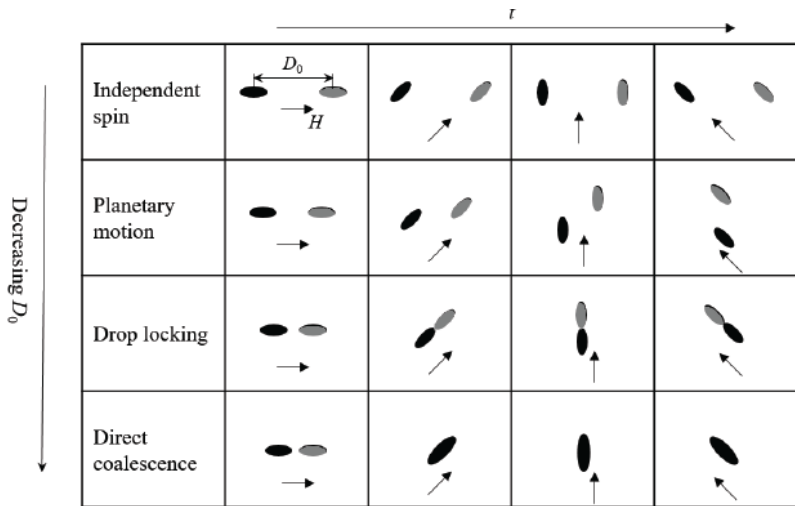 t
D₀
Independent
spin
H
Planetary
motion
Drop locking
Direct
coalescence
Decreasing D₀